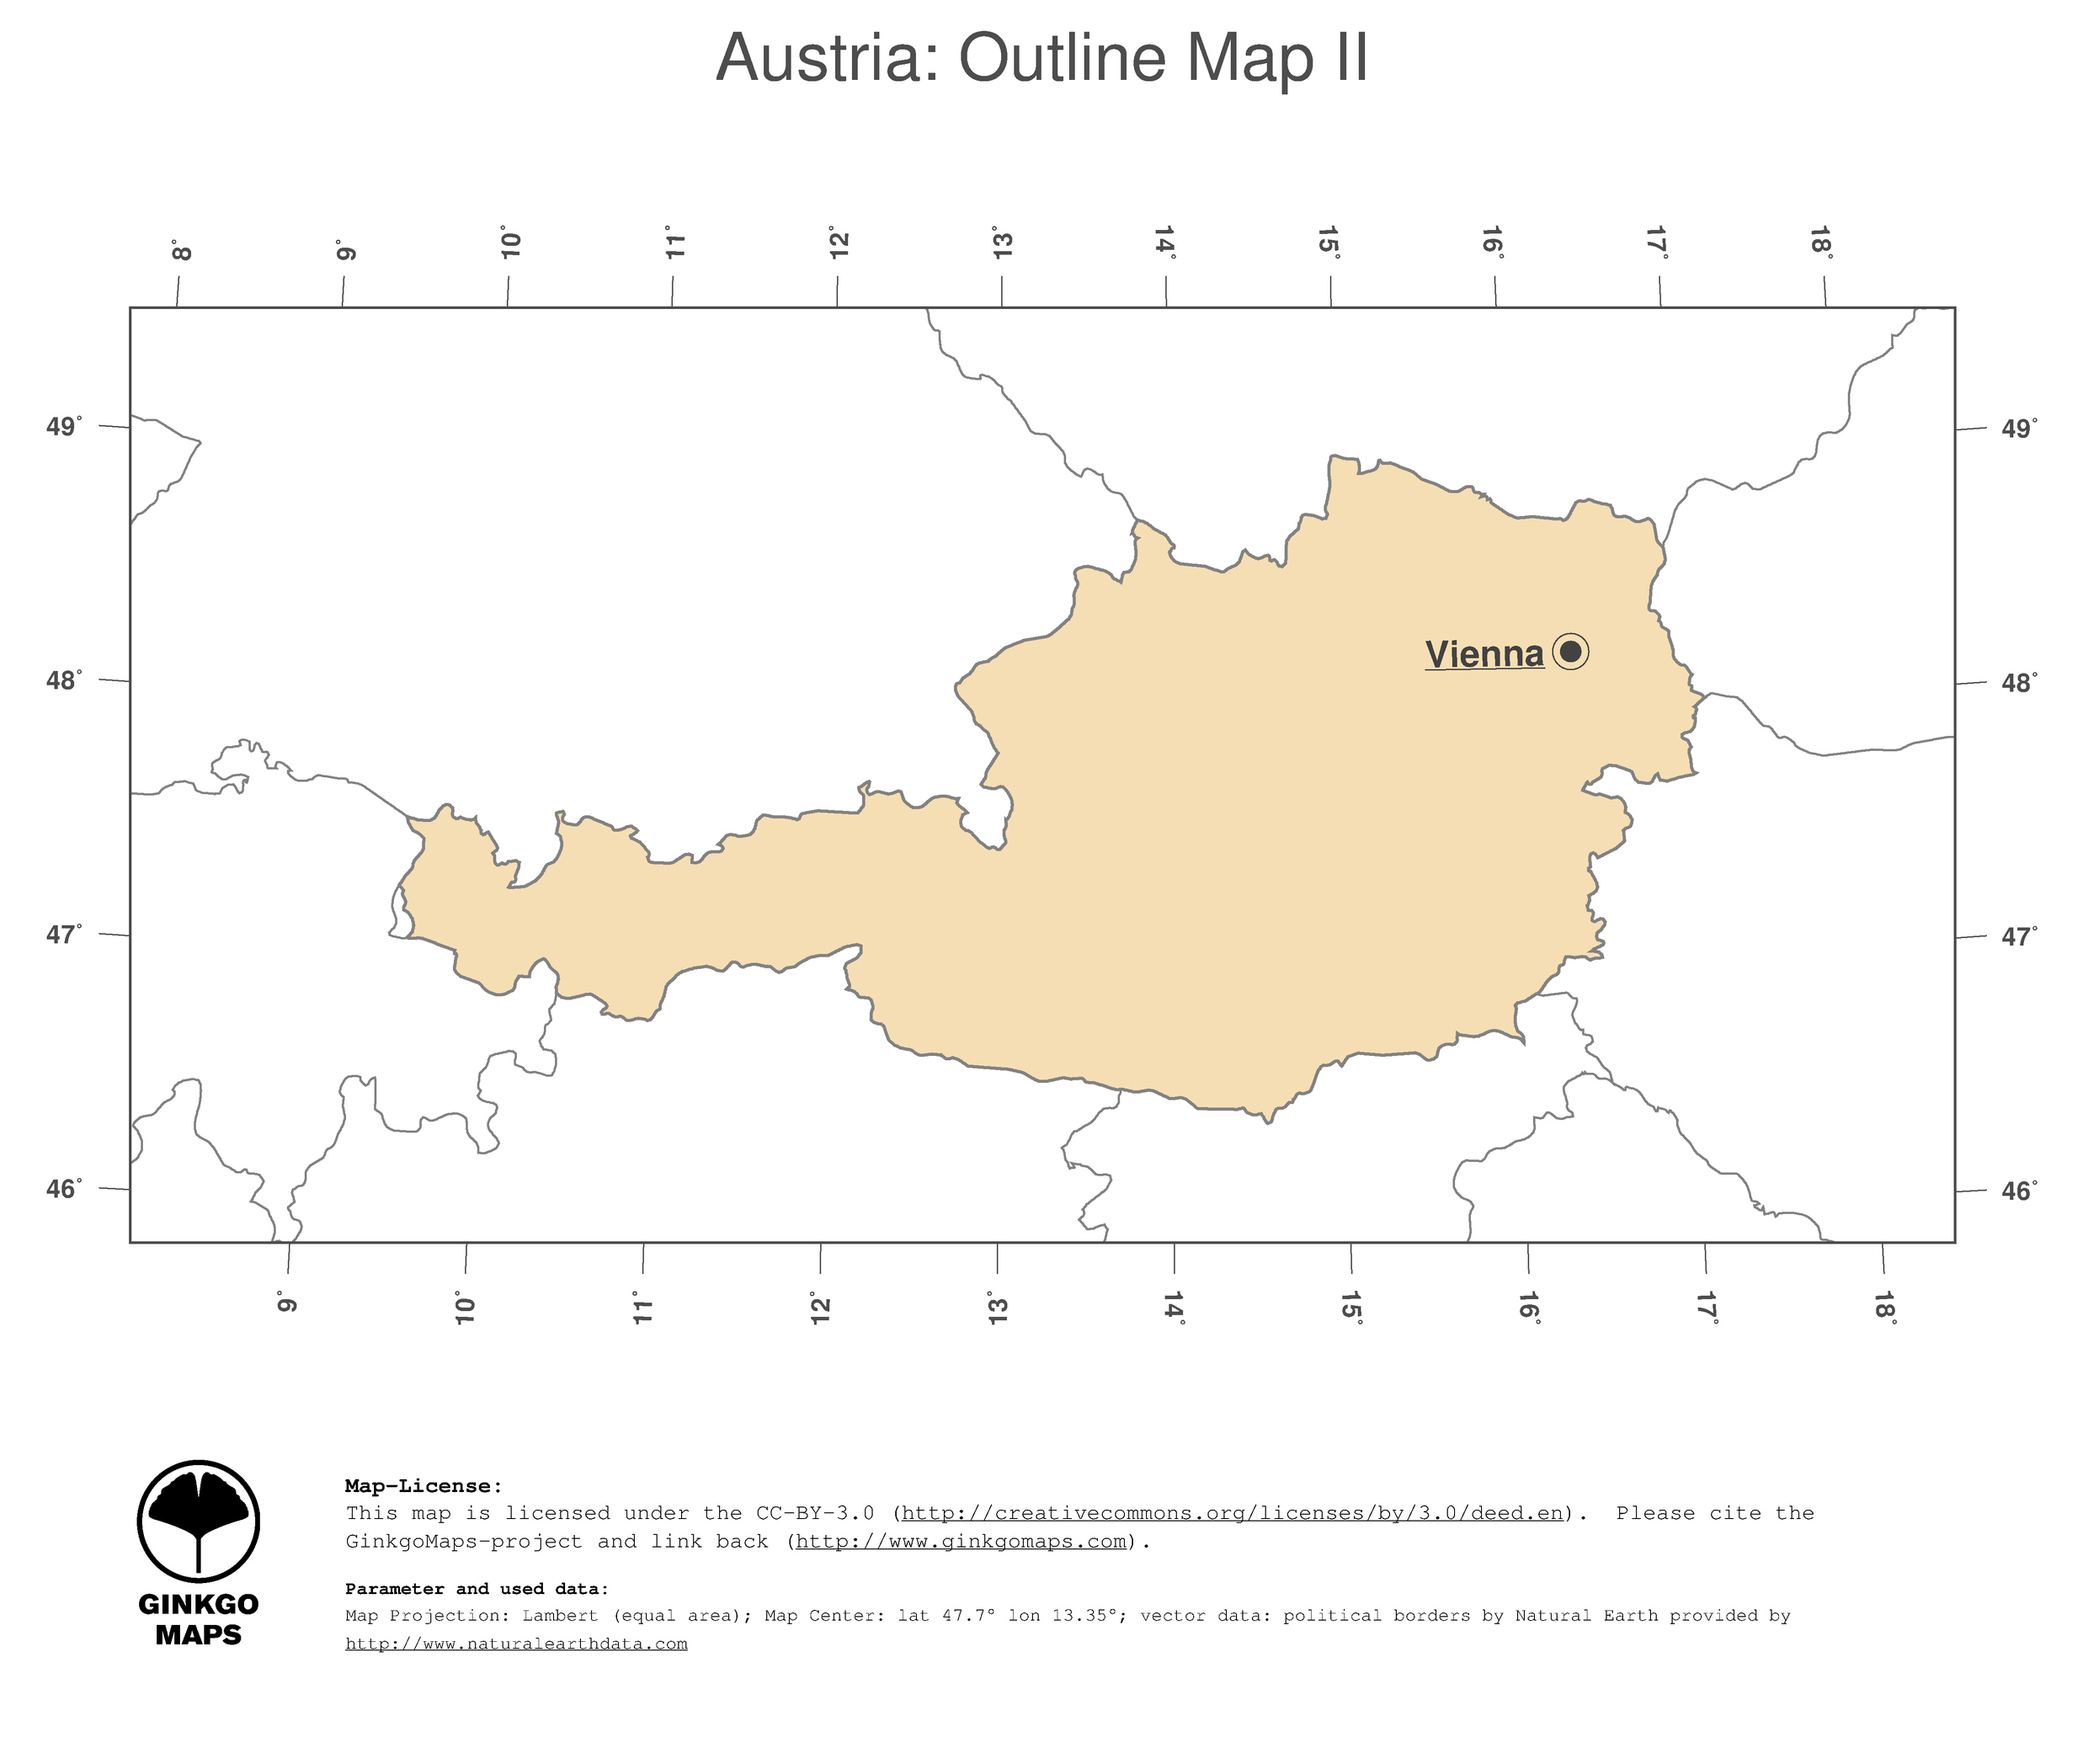 Austria: Outline Map II
8° 9° 10° 11° 12° 13° 14° 15° 16° 17° 18°
49° 49°
Vienna
48° 48°
47° 47°
46° 46°
9° 10° 11° 12° 13° 14° 15° 16° 17° 18°
Map-License:
This map is licensed under the CC-BY-3.0 (http://creativecommons.org/licenses/by/3.0/deed.en). Please cite the
GinkgoMaps-project and link back (http://www.ginkgomaps.com).
Parameter and used data:
Map Projection: Lambert (equal area); Map Center: lat 47.7° lon 13.35°; vector data: political borders by Natural Earth provided by
http://www.naturalearthdata.com
GINKGO
MAPS